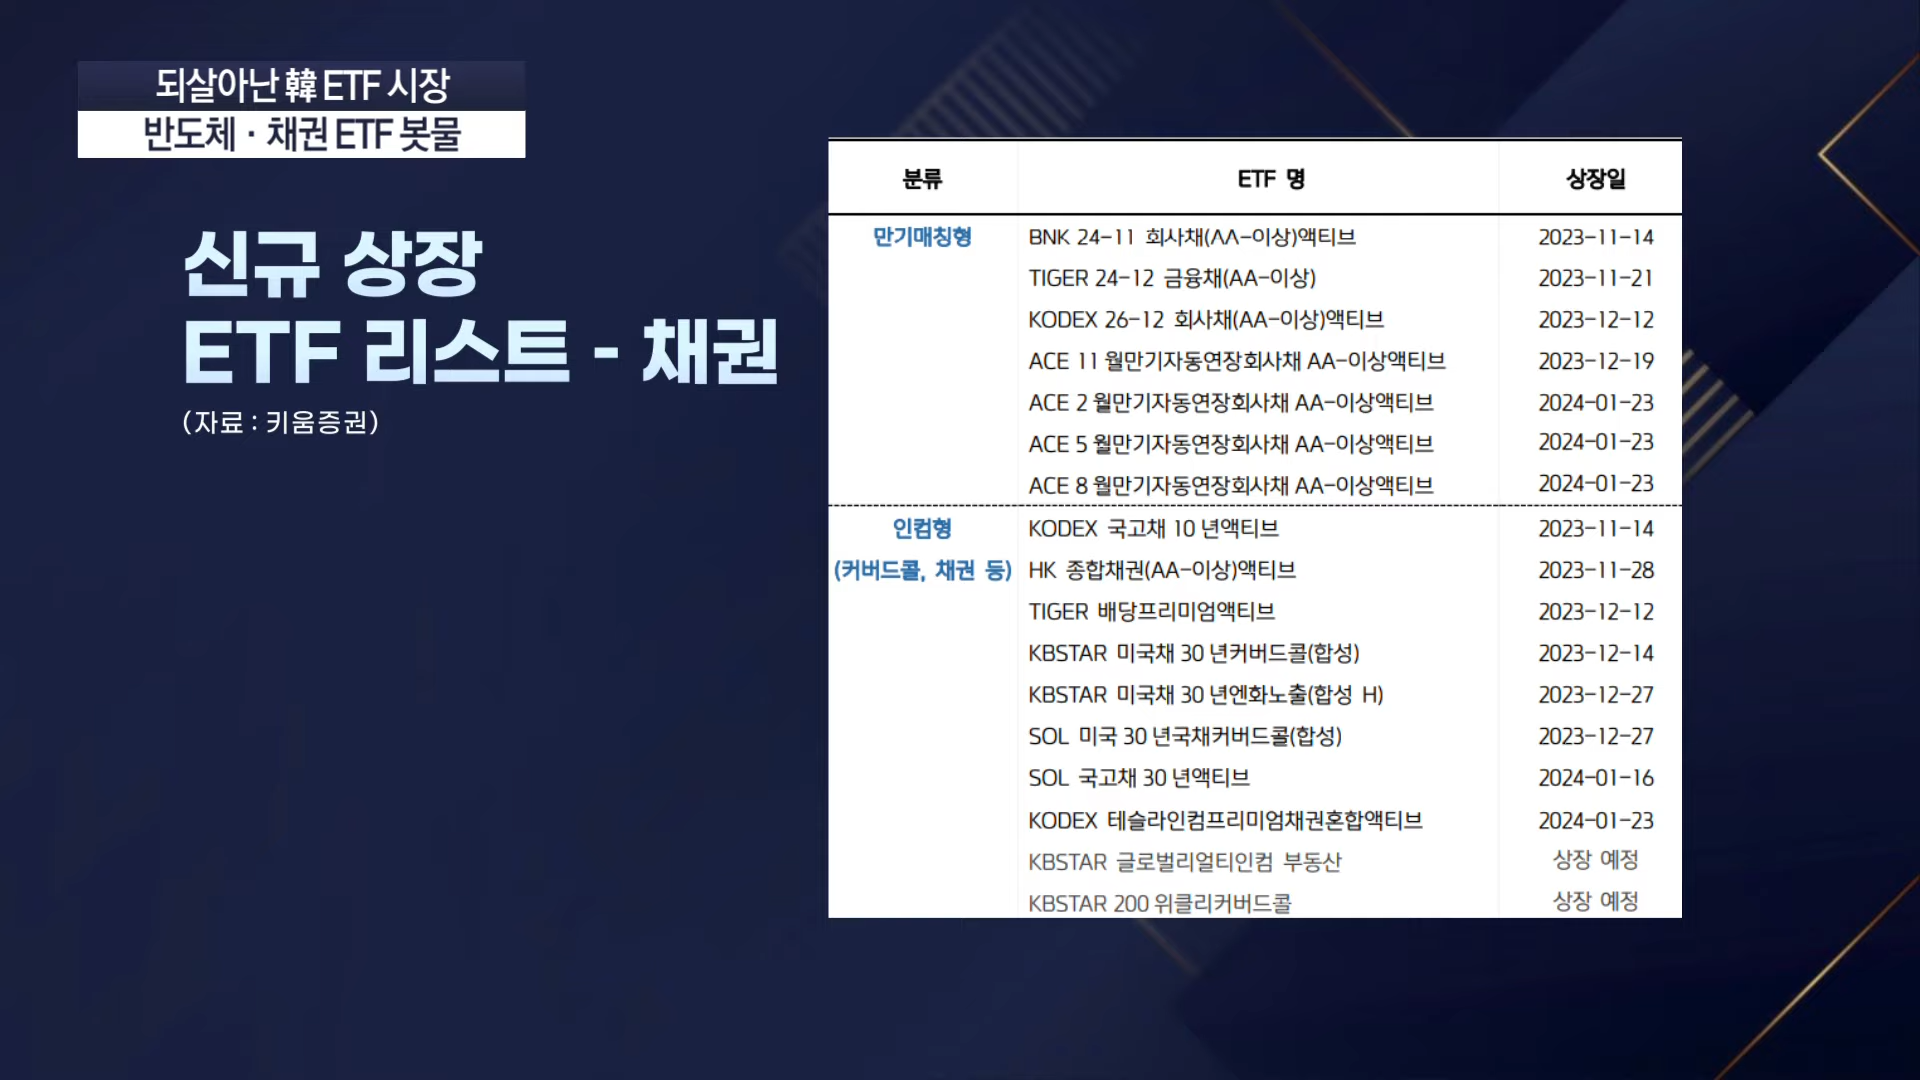 되살아난 韓 ETF 시장
반도체 · 채권 ETF 봇물
신규 상장
ETF 리스트 - 채권
(자료 : 키움증권)
분류 ETF 명 상장일
만기매칭형 BNK 24-11 회사채(AA-이상)액티브 2023-11-14
TIGER 24-12 금융채(AA-이상) 2023-11-21
KODEX 26-12 회사채(AA-이상)액티브 2023-12-12
ACE 11월만기자동연장회사채 AA-이상액티브 2023-12-19
ACE 2월만기자동연장회사채 AA-이상액티브 2024-01-23
ACE 5월만기자동연장회사채 AA-이상액티브 2024-01-23
ACE 8월만기자동연장회사채 AA-이상액티브 2024-01-23
인컴형 KODEX 국고채 10년액티브 2023-11-14
(커버드콜, 채권 등) HK 종합채권(AA-이상)액티브 2023-11-28
TIGER 배당프리미엄액티브 2023-12-12
KBSTAR 미국채 30년커버드콜(합성) 2023-12-14
KBSTAR 미국채 30년엔화노출(합성 H) 2023-12-27
SOL 미국 30년국채커버드콜(합성) 2023-12-27
SOL 국고채 30년액티브 2024-01-16
KODEX 테슬라인컴프리미엄채권혼합액티브 2024-01-23
KBSTAR 글로벌리얼티인컴 부동산 상장 예정
KBSTAR 200 위클리커버드콜 상장 예정